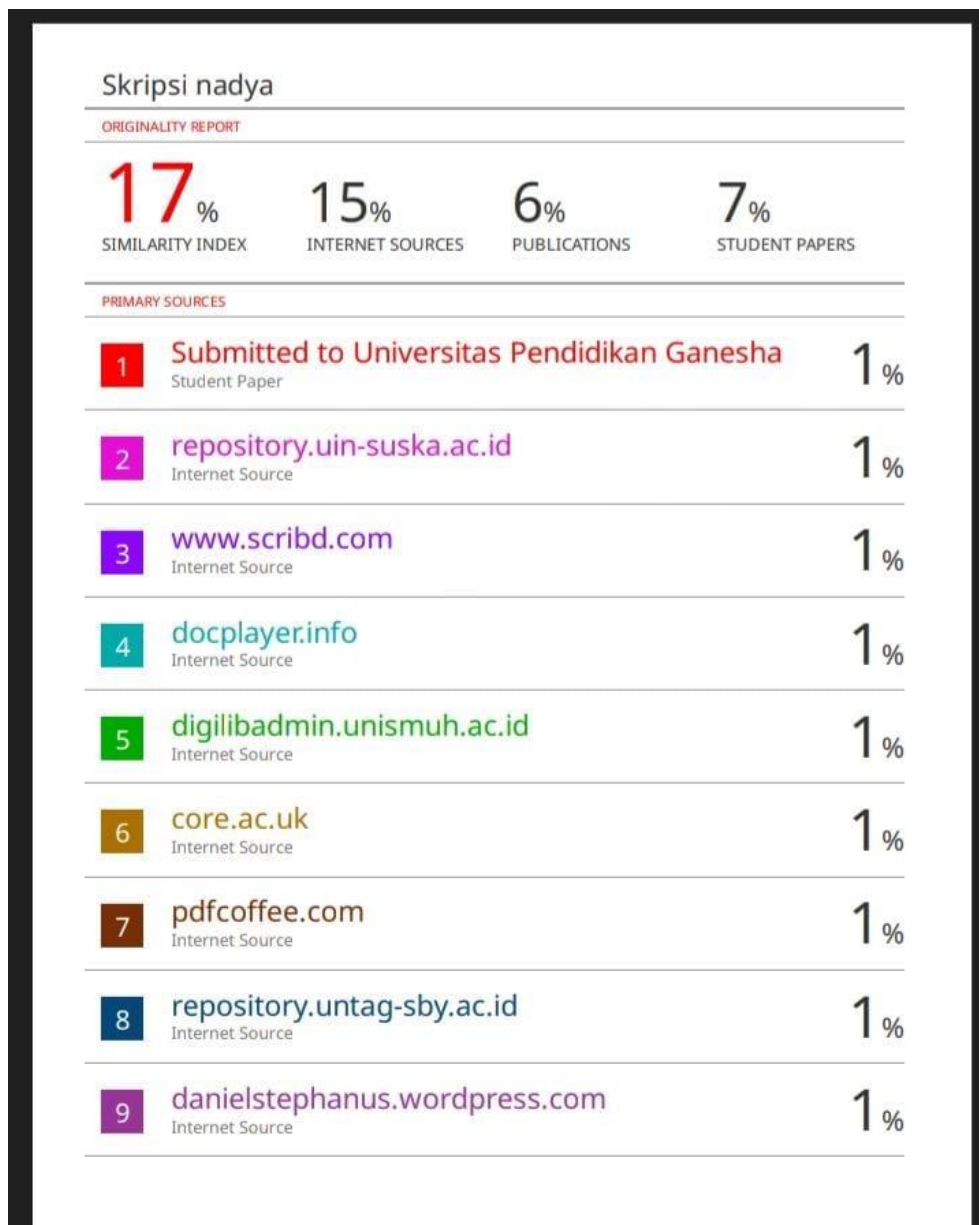 Skripsi nadya
ORIGINALITY REPORT
17% 15% 6% 7%
SIMILARITY INDEX INTERNET SOURCES PUBLICATIONS STUDENT PAPERS
PRIMARY SOURCES
1 Submitted to Universitas Pendidikan Ganesha 1%
Student Paper
2 repository.uin-suska.ac.id 1%
Internet Source
3 www.scribd.com 1%
Internet Source
4 docplayer.info 1%
Internet Source
5 digilibadmin.unismuh.ac.id 1%
Internet Source
6 core.ac.uk 1%
Internet Source
7 pdfcoffee.com 1%
Internet Source
8 repository.untag-sby.ac.id 1%
Internet Source
9 danielstephanus.wordpress.com 1%
Internet Source